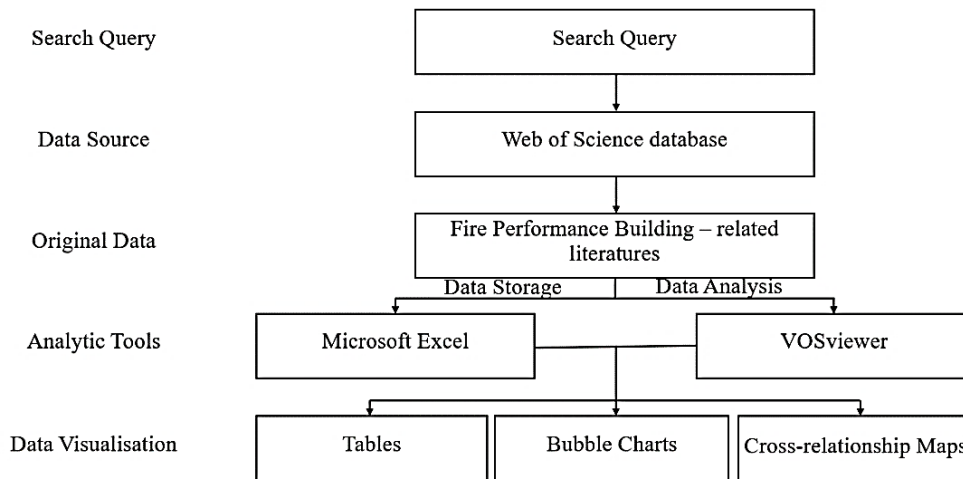 Search Query
Search Query
Data Source
Web of Science database
Original Data
Fire Performance Building – related
literatures
Data Storage
Data Analysis
Analytic Tools
Microsoft Excel
VOSviewer
Data Visualisation
Tables
Bubble Charts
Cross-relationship Maps